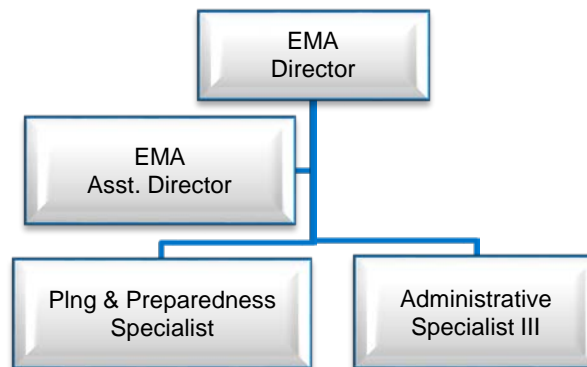 EMA
Director
EMA
Asst. Director
Plng & Preparedness
Specialist
Administrative
Specialist III